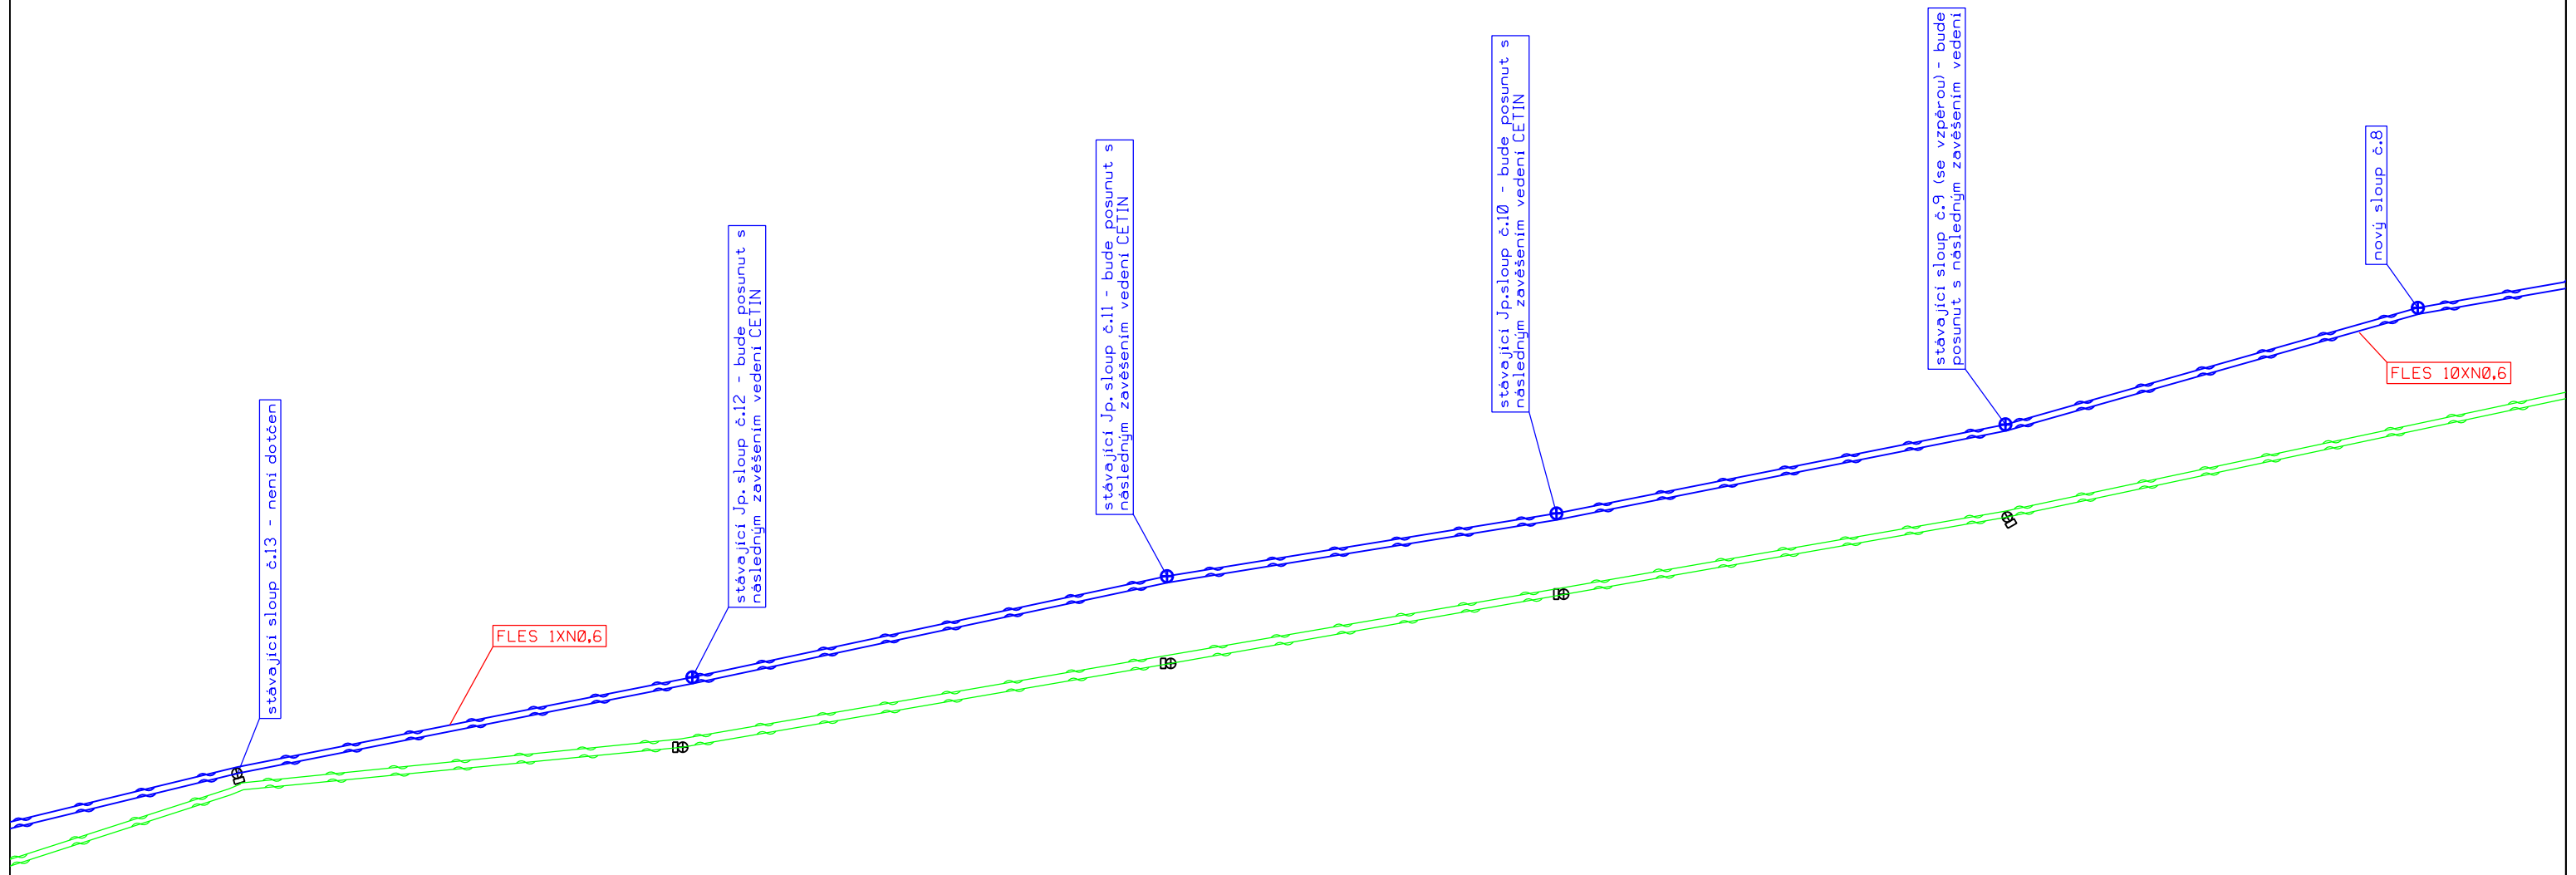 stávající sloup č.13 - není dotčen
FLES 1XN0,6
stávající Jp. sloup č.12 - bude posunut s
následným zavěšením vedení CETIN
stávající Jp. sloup č.11 - bude posunut s
následným zavěšením vedení CETIN
stávající Jp.sloup č.10 - bude posunut s
následným zavěšením vedení CETIN
stávající sloup č.9 (se vzpěrou) - bude
posunut s následným zavěšením vedení
nový sloup č.8
FLES 10XN0,6